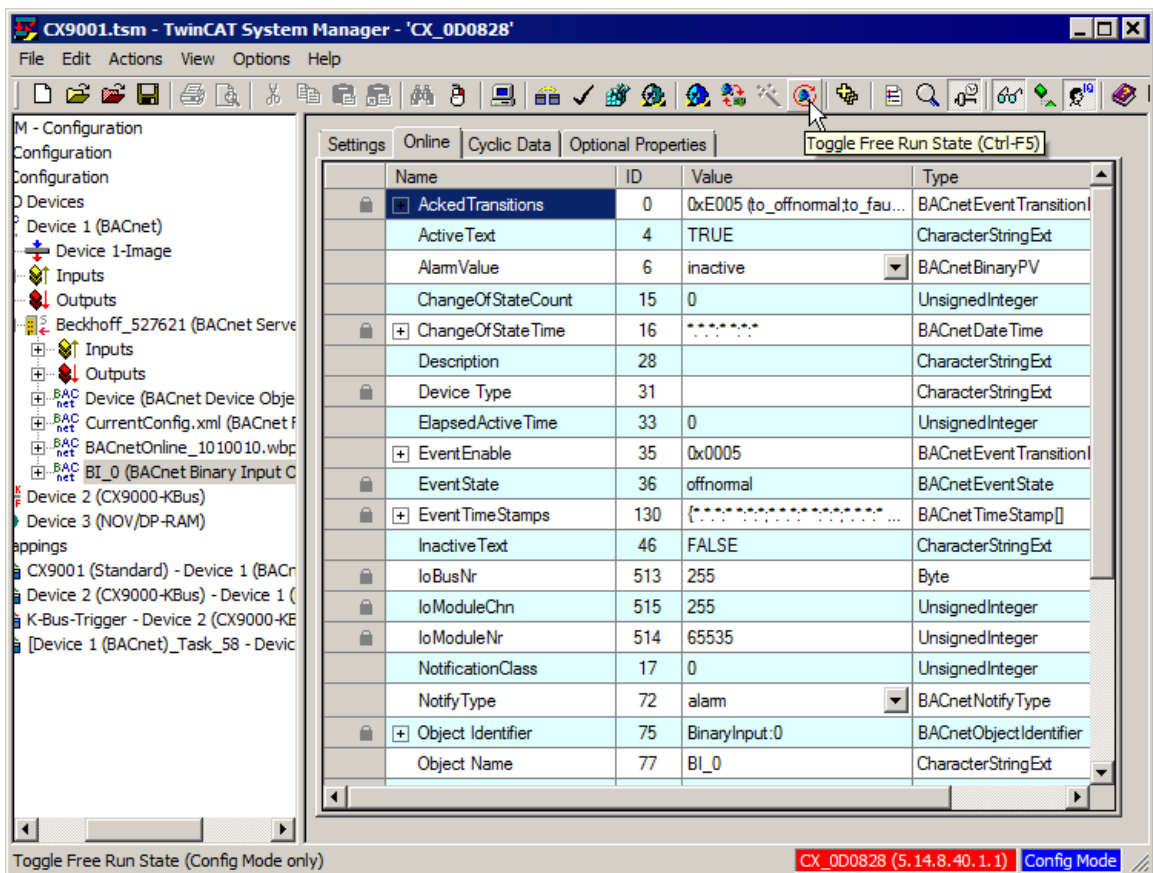 CX9001.tsm - TwinCAT System Manager - 'CX_0D0828'
File Edit Actions View Options Help
M - Configuration
Configuration
Configuration
O Devices
Device 1 (BACnet)
Device 1-Image
Inputs
Outputs
Beckhoff_527621 (BACnet Serve
Inputs
Outputs
BAC net Device (BACnet Device Obje
BAC net CurrentConfig.xml (BACnet F
BAC net BACnetOnline_1010010.wbp
BAC net BI_0 (BACnet Binary Input O
Device 2 (CX9000-KBus)
Device 3 (NOV/DP-RAM)
appings
CX9001 (Standard) - Device 1 (BACn
Device 2 (CX9000-KBus) - Device 1 (
K-Bus-Trigger - Device 2 (CX9000-KB
[Device 1 (BACnet)_Task_58 - Devic
Settings Online Cyclic Data Optional Properties
Toggle Free Run State (Ctrl-F5)
Name ID Value Type
AckedTransitions 0 0xE005 (to_offnormal;to_fau... BACnetEventTransition
ActiveText 4 TRUE CharacterStringExt
AlarmValue 6 inactive BACnetBinaryPV
ChangeOfStateCount 15 0 UnsignedInteger
ChangeOfStateTime 16 *.*.*.* *:*:*.* BACnetDateTime
Description 28 CharacterStringExt
Device Type 31 CharacterStringExt
ElapsedActiveTime 33 0 UnsignedInteger
EventEnable 35 0x0005 BACnetEventTransition
EventState 36 offnormal BACnetEventState
EventTimeStamps 130 BACnetTimeStamp[]
InactiveText 46 FALSE CharacterStringExt
IoBusNr 513 255 Byte
IoModuleChn 515 255 UnsignedInteger
IoModuleNr 514 65535 UnsignedInteger
NotificationClass 17 0 UnsignedInteger
NotifyType 72 alarm BACnetNotifyType
Object Identifier 75 BinaryInput:0 BACnetObjectIdentifier
Object Name 77 BI_0 CharacterStringExt
Toggle Free Run State (Config Mode only)
CX_0D0828 (5.14.8.40.1.1) Config Mode